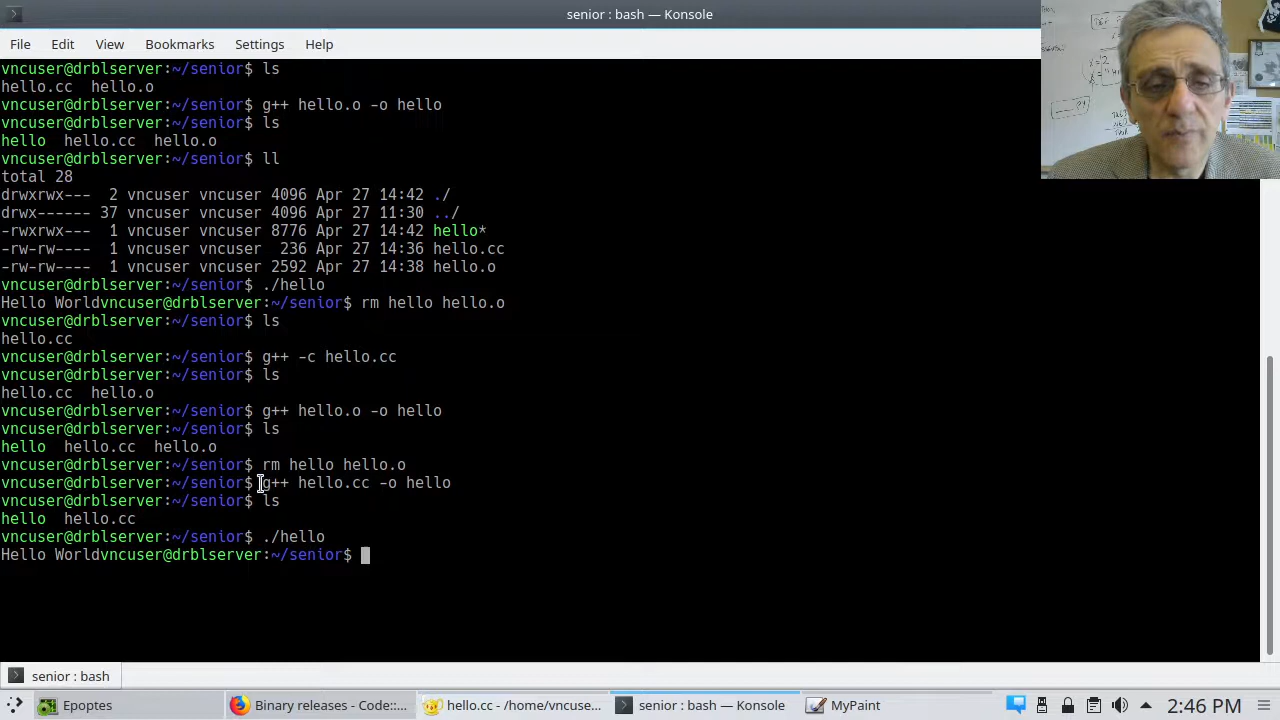 senior : bash — Konsole
File Edit View Bookmarks Settings Help
vncuser@drblserver:~/senior$ ls
hello.cc  hello.o
vncuser@drblserver:~/senior$ g++ hello.o -o hello
vncuser@drblserver:~/senior$ ls
hello  hello.cc  hello.o
vncuser@drblserver:~/senior$ ll
total 28
drwxrwx---  2 vncuser vncuser 4096 Apr 27 14:42 ./
drwx------ 37 vncuser vncuser 4096 Apr 27 11:30 ../
-rwxrwx---  1 vncuser vncuser 8776 Apr 27 14:42 hello*
-rw-rw----  1 vncuser vncuser  236 Apr 27 14:36 hello.cc
-rw-rw----  1 vncuser vncuser 2592 Apr 27 14:38 hello.o
vncuser@drblserver:~/senior$ ./hello
Hello Worldvncuser@drblserver:~/senior$ rm hello hello.o
vncuser@drblserver:~/senior$ ls
hello.cc
vncuser@drblserver:~/senior$ g++ -c hello.cc
vncuser@drblserver:~/senior$ ls
hello.cc  hello.o
vncuser@drblserver:~/senior$ g++ hello.o -o hello
vncuser@drblserver:~/senior$ ls
hello  hello.cc  hello.o
vncuser@drblserver:~/senior$ rm hello hello.o
vncuser@drblserver:~/senior$ g++ hello.cc -o hello
vncuser@drblserver:~/senior$ ls
hello  hello.cc
vncuser@drblserver:~/senior$ ./hello
Hello Worldvncuser@drblserver:~/senior$
senior : bash
Epoptes Binary releases - Code::... hello.cc - /home/vncuse... senior : bash — Konsole MyPaint 2:46 PM